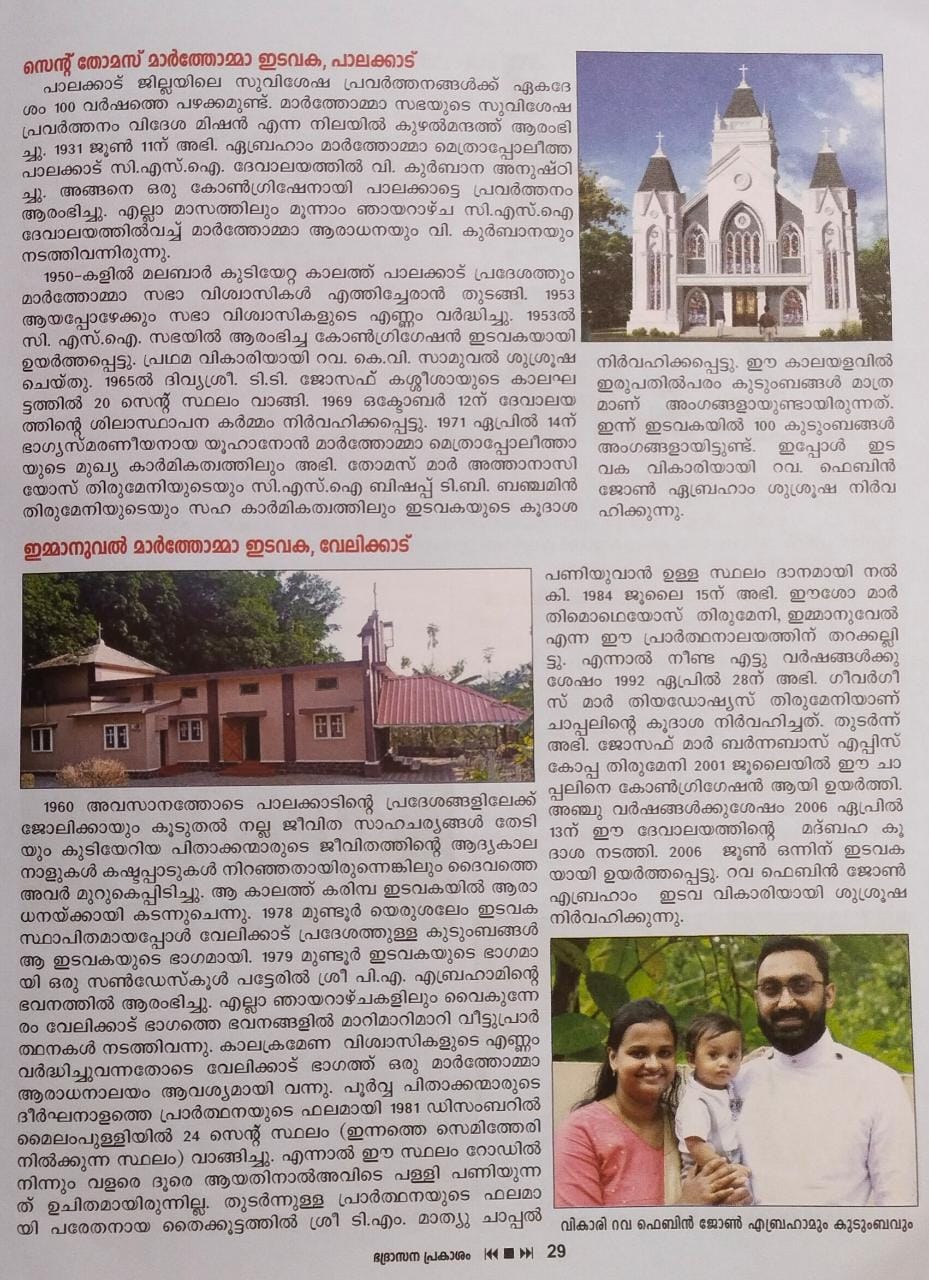 സെന്റ് തോമസ് മാർത്തോമ്മാ ഇടവക, പാലക്കാട്
പാലക്കാട് ജില്ലയിലെ സുവിശേഷ പ്രവർത്തനങ്ങൾക്ക് ഏകദേ
ശം 100 വർഷത്തെ പഴക്കമുണ്ട്. മാർത്തോമ്മാ സഭയുടെ സുവിശേഷ
പ്രവർത്തനം വിദേശ മിഷൻ എന്ന നിലയിൽ കുഴൽമന്ദത്ത് ആരംഭി
ച്ചു. 1931 ജൂൺ 11ന് അഭി. ഏബ്രഹാം മാർത്തോമ്മാ മെത്രാപ്പോലീത്ത
പാലക്കാട് സി.എസ്.ഐ. ദേവാലയത്തിൽ വി. കുർബാന അനുഷ്ഠി
ച്ചു. അങ്ങനെ ഒരു കോൺഗ്രിഷേനായി പാലക്കാട്ടെ പ്രവർത്തനം
ആരംഭിച്ചു. എല്ലാ മാസത്തിലും മൂന്നാം ഞായറാഴ്ച സി.എസ്.ഐ
ദേവാലയത്തിൽവച്ച് മാർത്തോമ്മാ ആരാധനയും വി. കുർബാനയും
നടത്തിവന്നിരുന്നു.
1950-കളിൽ മലബാർ കുടിയേറ്റ കാലത്ത് പാലക്കാട് പ്രദേശത്തും
മാർത്തോമ്മാ സഭാ വിശ്വാസികൾ എത്തിച്ചേരാൻ തുടങ്ങി. 1953
ആയപ്പോഴേക്കും സഭാ വിശ്വാസികളുടെ എണ്ണം വർദ്ധിച്ചു. 1953ൽ
സി. എസ്.ഐ. സഭയിൽ ആരംഭിച്ച കോൺഗ്രിഗേഷൻ ഇടവകയായി
ഉയർത്തപ്പെട്ടു. പ്രഥമ വികാരിയായി റവ. കെ.വി. സാമുവൽ ശുശ്രൂഷ
ചെയ്തു. 1965ൽ ദിവ്യശ്രീ. ടി.ടി. ജോസഫ് കശ്ശീശായുടെ കാലഘ
ട്ടത്തിൽ 20 സെന്റ് സ്ഥലം വാങ്ങി. 1969 ഒക്ടോബർ 12ന് ദേവാലയ
ത്തിന്റെ ശിലാസ്ഥാപന കർമ്മം നിർവഹിക്കപ്പെട്ടു. 1971 ഏപ്രിൽ 14ന്
ഭാഗ്യസ്മരണീയനായ യൂഹാനോൻ മാർത്തോമ്മാ മെത്രാപ്പോലീത്താ
യുടെ മുഖ്യ കാർമികത്വത്തിലും അഭി. തോമസ് മാർ അത്താനാസി
യോസ് തിരുമേനിയുടെയും സി.എസ്.ഐ ബിഷപ്പ് ടി.ബി. ബഞ്ചമിൻ
തിരുമേനിയുടെയും സഹ കാർമികത്വത്തിലും ഇടവകയുടെ കൂദാശ
നിർവഹിക്കപ്പെട്ടു. ഈ കാലയളവിൽ
ഇരുപതിൽപരം കുടുംബങ്ങൾ മാത്ര
മാണ് അംഗങ്ങളായുണ്ടായിരുന്നത്.
ഇന്ന് ഇടവകയിൽ 100 കുടുംബങ്ങൾ
അംഗങ്ങളായിട്ടുണ്ട്. ഇപ്പോൾ ഇട
വക വികാരിയായി റവ. ഫെബിൻ
ജോൺ ഏബ്രഹാം ശുശ്രൂഷ നിർവ
ഹിക്കുന്നു.
ഇമ്മാനുവൽ മാർത്തോമ്മാ ഇടവക, വേലിക്കാട്
1960 അവസാനത്തോടെ പാലക്കാടിന്റെ പ്രദേശങ്ങളിലേക്ക്
ജോലിക്കായും കൂടുതൽ നല്ല ജീവിത സാഹചര്യങ്ങൾ തേടി
യും കുടിയേറിയ പിതാക്കന്മാരുടെ ജീവിതത്തിന്റെ ആദ്യകാല
നാളുകൾ കഷ്ടപ്പാടുകൾ നിറഞ്ഞതായിരുന്നെങ്കിലും ദൈവത്തെ
അവർ മുറുകെപ്പിടിച്ചു. ആ കാലത്ത് കരിമ്പ ഇടവകയിൽ ആരാ
ധനയ്ക്കായി കടന്നുചെന്നു. 1978 മുണ്ടൂർ യെരുശലേം ഇടവക
സ്ഥാപിതമായപ്പോൾ വേലിക്കാട് പ്രദേശത്തുള്ള കുടുംബങ്ങൾ
ആ ഇടവകയുടെ ഭാഗമായി. 1979 മുണ്ടൂർ ഇടവകയുടെ ഭാഗമാ
യി ഒരു സൺഡേസ്കൂൾ പട്ടേരിൽ ശ്രീ പി.എ. എബ്രഹാമിന്റെ
ഭവനത്തിൽ ആരംഭിച്ചു. എല്ലാ ഞായറാഴ്ചകളിലും വൈകുന്നേ
രം വേലിക്കാട് ഭാഗത്തെ ഭവനങ്ങളിൽ മാറിമാറിമാറി വീട്ടുപ്രാർ
ത്ഥനകൾ നടത്തിവന്നു. കാലക്രമേണ വിശ്വാസികളുടെ എണ്ണം
വർദ്ധിച്ചുവന്നതോടെ വേലിക്കാട് ഭാഗത്ത് ഒരു മാർത്തോമ്മാ
ആരാധനാലയം ആവശ്യമായി വന്നു. പൂർവ്വ പിതാക്കന്മാരുടെ
ദീർഘനാളത്തെ പ്രാർത്ഥനയുടെ ഫലമായി 1981 ഡിസംബറിൽ
മൈലംപുള്ളിയിൽ 24 സെന്റ് സ്ഥലം (ഇന്നത്തെ സെമിത്തേരി
നിൽക്കുന്ന സ്ഥലം) വാങ്ങിച്ചു. എന്നാൽ ഈ സ്ഥലം റോഡിൽ
നിന്നും വളരെ ദൂരെ ആയതിനാൽഅവിടെ പള്ളി പണിയുന്ന
ത് ഉചിതമായിരുന്നില്ല. തുടർന്നുള്ള പ്രാർത്ഥനയുടെ ഫലമാ
യി പരേതനായ തൈക്കൂട്ടത്തിൽ ശ്രീ ടി.എം. മാത്യു ചാപ്പൽ
പണിയുവാൻ ഉള്ള സ്ഥലം ദാനമായി നൽ
കി. 1984 ജൂലൈ 15ന് അഭി. ഈശോ മാർ
തിമൊഥെയോസ് തിരുമേനി, ഇമ്മാനുവേൽ
എന്ന ഈ പ്രാർത്ഥനാലയത്തിന് തറക്കല്ലി
ട്ടു. എന്നാൽ നീണ്ട എട്ടു വർഷങ്ങൾക്കു
ശേഷം 1992 ഏപ്രിൽ 28ന് അഭി. ഗീവർഗീ
സ് മാർ തിയഡോഷ്യസ് തിരുമേനിയാണ്
ചാപ്പലിന്റെ കൂദാശ നിർവഹിച്ചത്. തുടർന്ന്
അഭി. ജോസഫ് മാർ ബർന്നബാസ് എപ്പിസ്
കോപ്പ തിരുമേനി 2001 ജൂലൈയിൽ ഈ ചാ
പ്പലിനെ കോൺഗ്രിഗേഷൻ ആയി ഉയർത്തി.
അഞ്ചു വർഷങ്ങൾക്കുശേഷം 2006 ഏപ്രിൽ
13ന് ഈ ദേവാലയത്തിന്റെ മദ്ബഹ കൂ
ദാശ നടത്തി. 2006 ജൂൺ ഒന്നിന് ഇടവക
യായി ഉയർത്തപ്പെട്ടു. റവ ഫെബിൻ ജോൺ
എബ്രഹാം ഇടവ വികാരിയായി ശുശ്രൂഷ
നിർവഹിക്കുന്നു.
വികാരി റവ ഫെബിൻ ജോൺ എബ്രഹാമും കുടുംബവും
ഭദ്രാസന പ്രകാശം 29